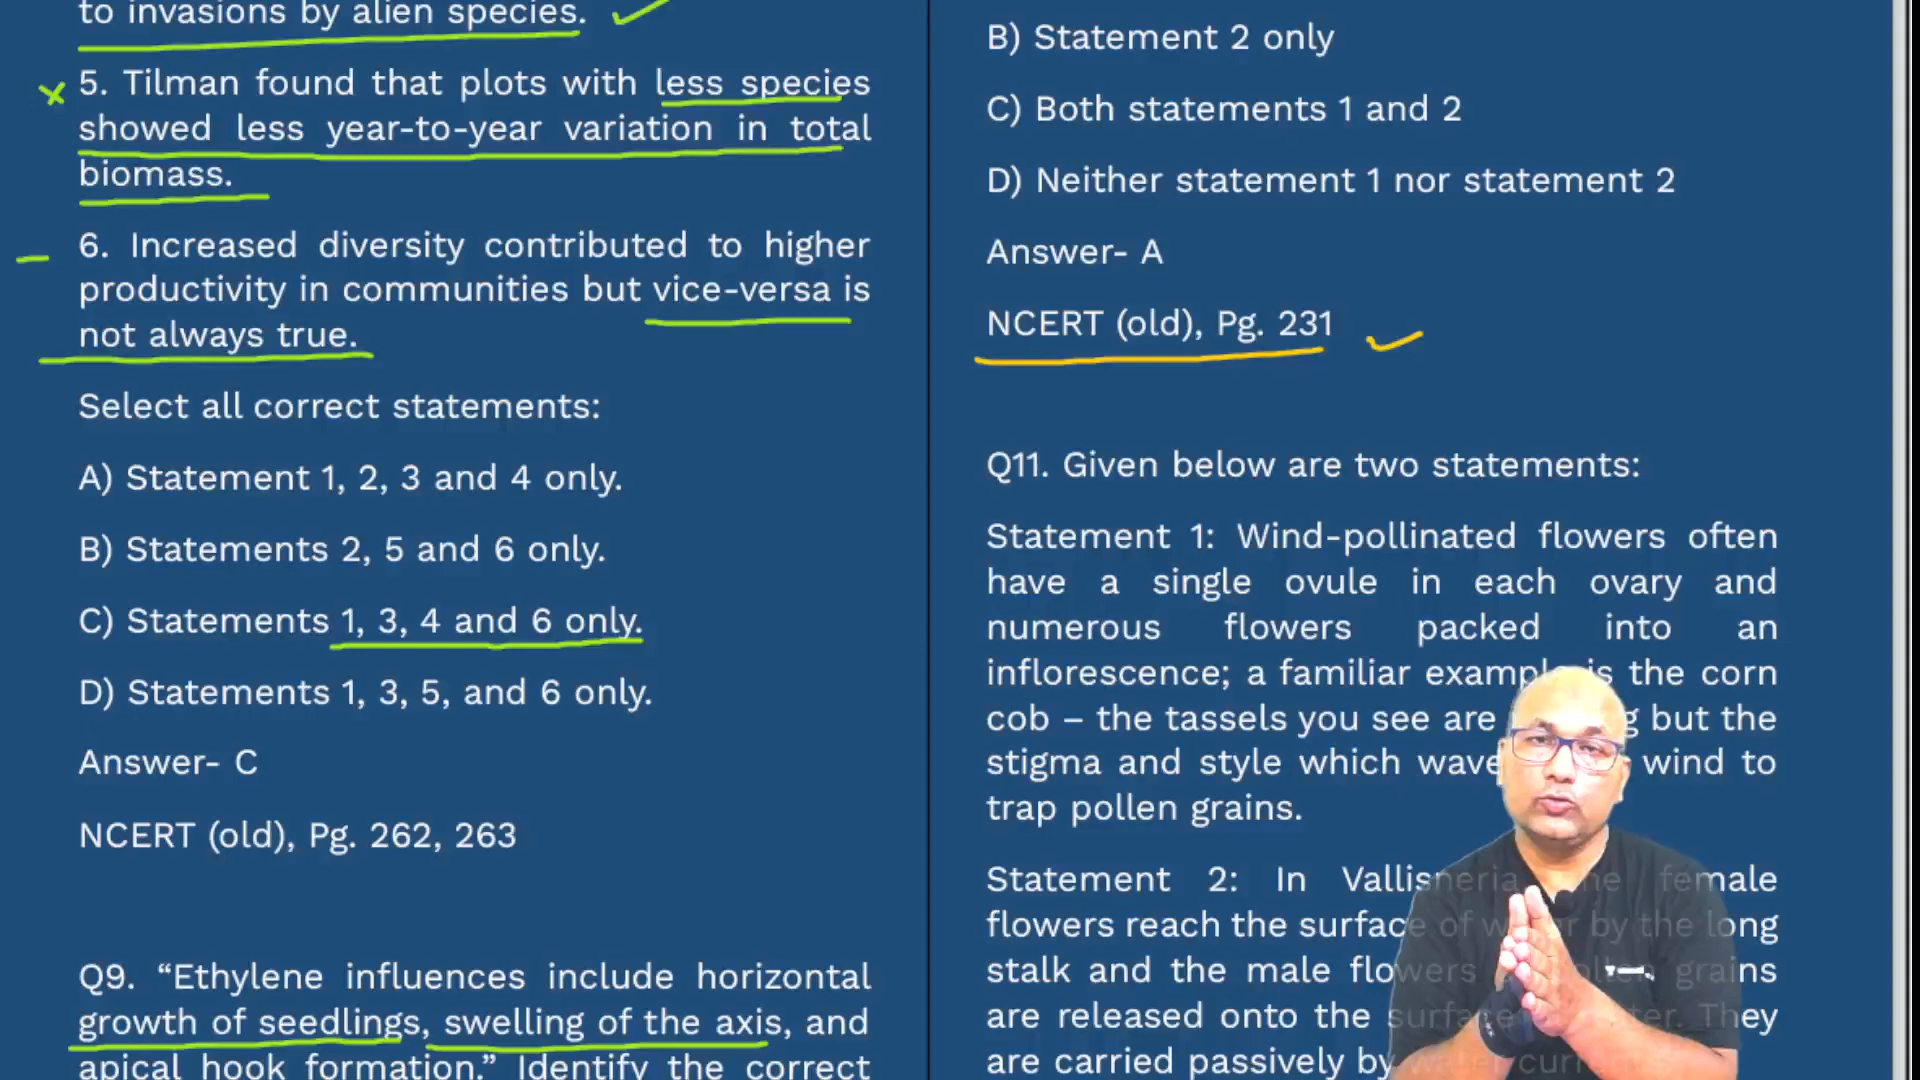 to invasions by alien species.
5. Tilman found that plots with less species
showed less year-to-year variation in total
biomass.
6. Increased diversity contributed to higher
productivity in communities but vice-versa is
not always true.
Select all correct statements:
A) Statement 1, 2, 3 and 4 only.
B) Statements 2, 5 and 6 only.
C) Statements 1, 3, 4 and 6 only.
D) Statements 1, 3, 5, and 6 only.
Answer- C
NCERT (old), Pg. 262, 263
Q9. “Ethylene influences include horizontal
growth of seedlings, swelling of the axis, and
apical hook formation.” Identify the correct
B) Statement 2 only
C) Both statements 1 and 2
D) Neither statement 1 nor statement 2
Answer- A
NCERT (old), Pg. 231
Q11. Given below are two statements:
Statement 1: Wind-pollinated flowers often
have a single ovule in each ovary and
numerous flowers packed into an
inflorescence; a familiar example is the corn
cob – the tassels you see are but the
stigma and style which wave wind to
trap pollen grains.
Statement 2: In Vallisneria female
flowers reach the surface of by the long
stalk and the male flowers grains
are released onto the surface They
are carried passively by